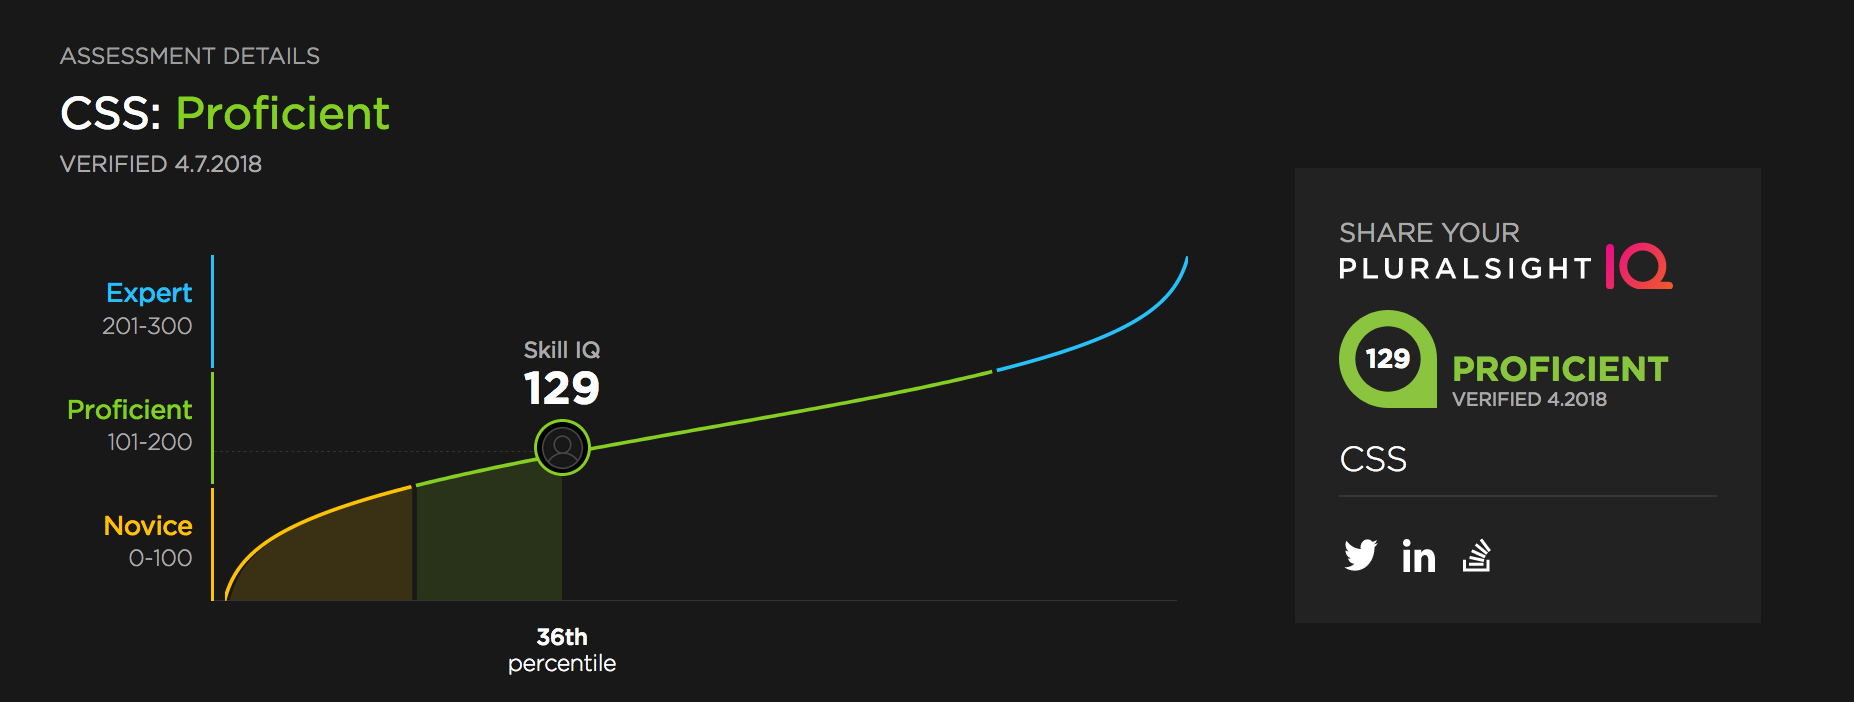 ASSESSMENT DETAILS
CSS: Proficient
VERIFIED 4.7.2018
Expert
201-300
Proficient
101-200
Novice
0-100
Skill IQ
129
36th
percentile
SHARE YOUR
PLURALSIGHT IQ
129
PROFICIENT
VERIFIED 4.2018
CSS
in